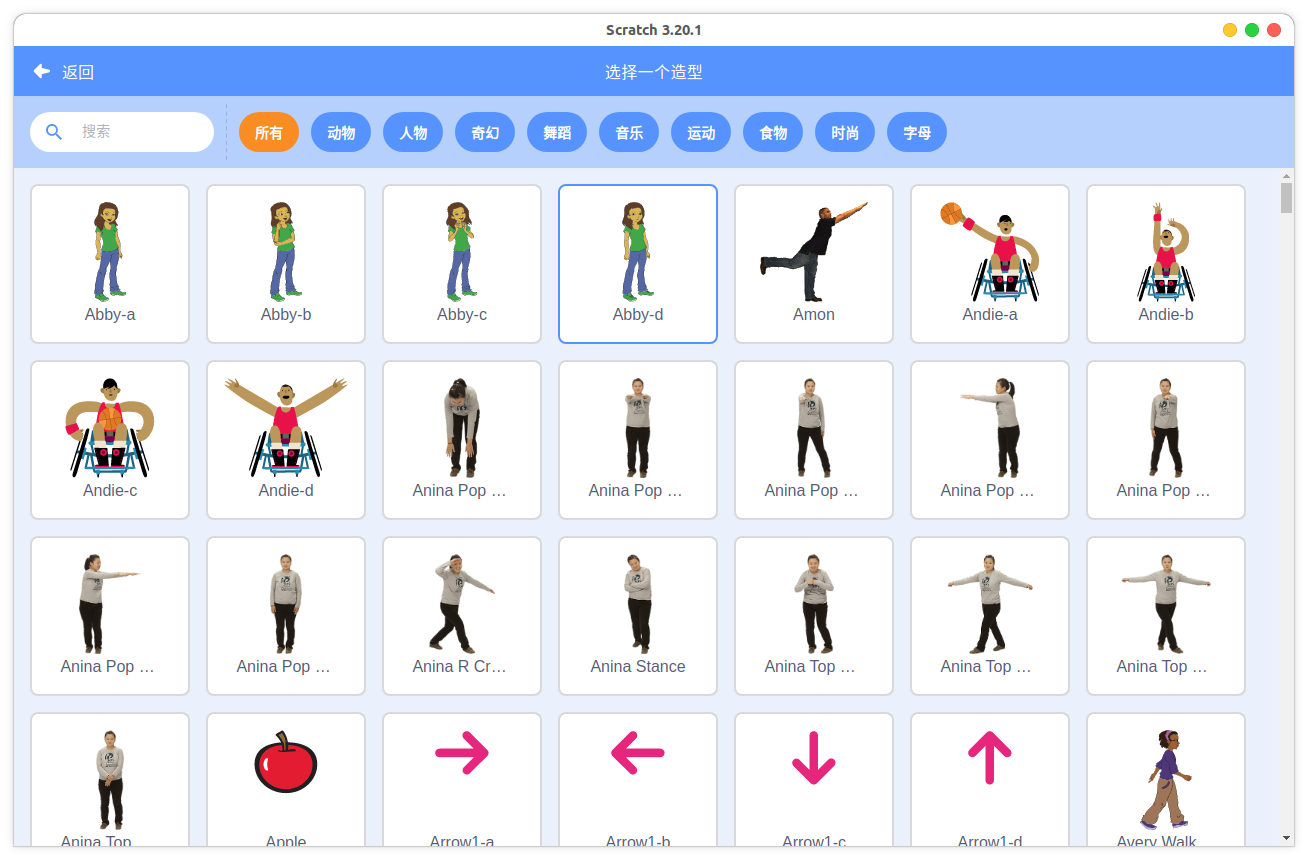 Scratch 3.20.1
返回
选择一个造型
搜索
所有 动物 人物 奇幻 舞蹈 音乐 运动 食物 时尚 字母
Abby-a Abby-b Abby-c Abby-d Amon Andie-a Andie-b
Andie-c Andie-d Anina Pop … Anina Pop … Anina Pop … Anina Pop … Anina Pop …
Anina Pop … Anina Pop … Anina R Cr… Anina Stance Anina Top … Anina Top … Anina Top …
Anina Top … Apple Arrow1-a Arrow1-b Arrow1-c Arrow1-d Avery Walk…